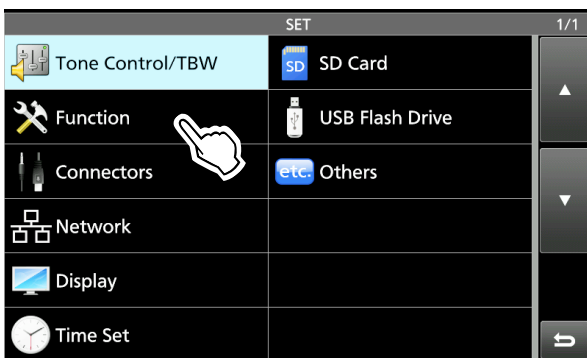 SET
1/1
Tone Control/TBW
SD
SD Card
Function
USB Flash Drive
Connectors
etc.
Others
Network
Display
Time Set